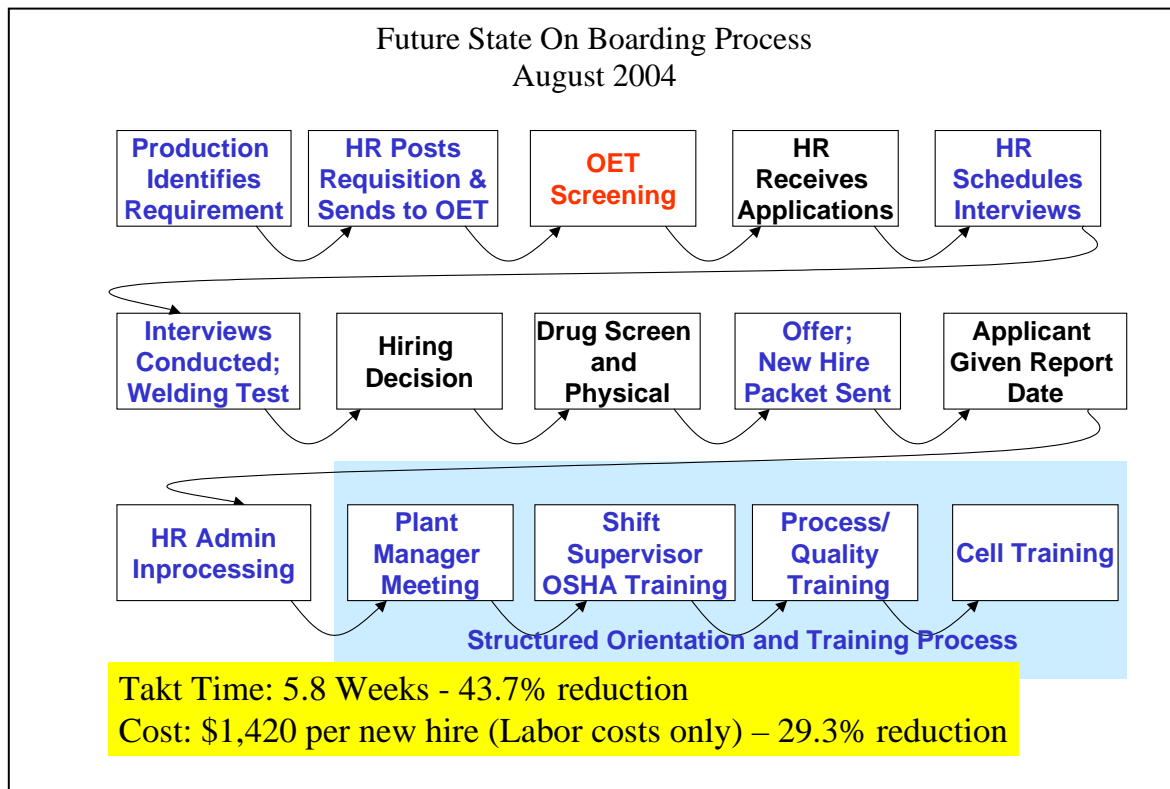 Future State On Boarding Process
August 2004
Production
Identifies
Requirement
HR Posts
Requisition &
Sends to OET
OET
Screening
HR
Receives
Applications
HR
Schedules
Interviews
Interviews
Conducted;
Welding Test
Hiring
Decision
Drug Screen
and
Physical
Offer;
New Hire
Packet Sent
Applicant
Given Report
Date
HR Admin
Inprocessing
Plant
Manager
Meeting
Shift
Supervisor
OSHA Training
Process/
Quality
Training
Cell Training
Structured Orientation and Training Process
Takt Time: 5.8 Weeks - 43.7% reduction
Cost: $1,420 per new hire (Labor costs only) – 29.3% reduction